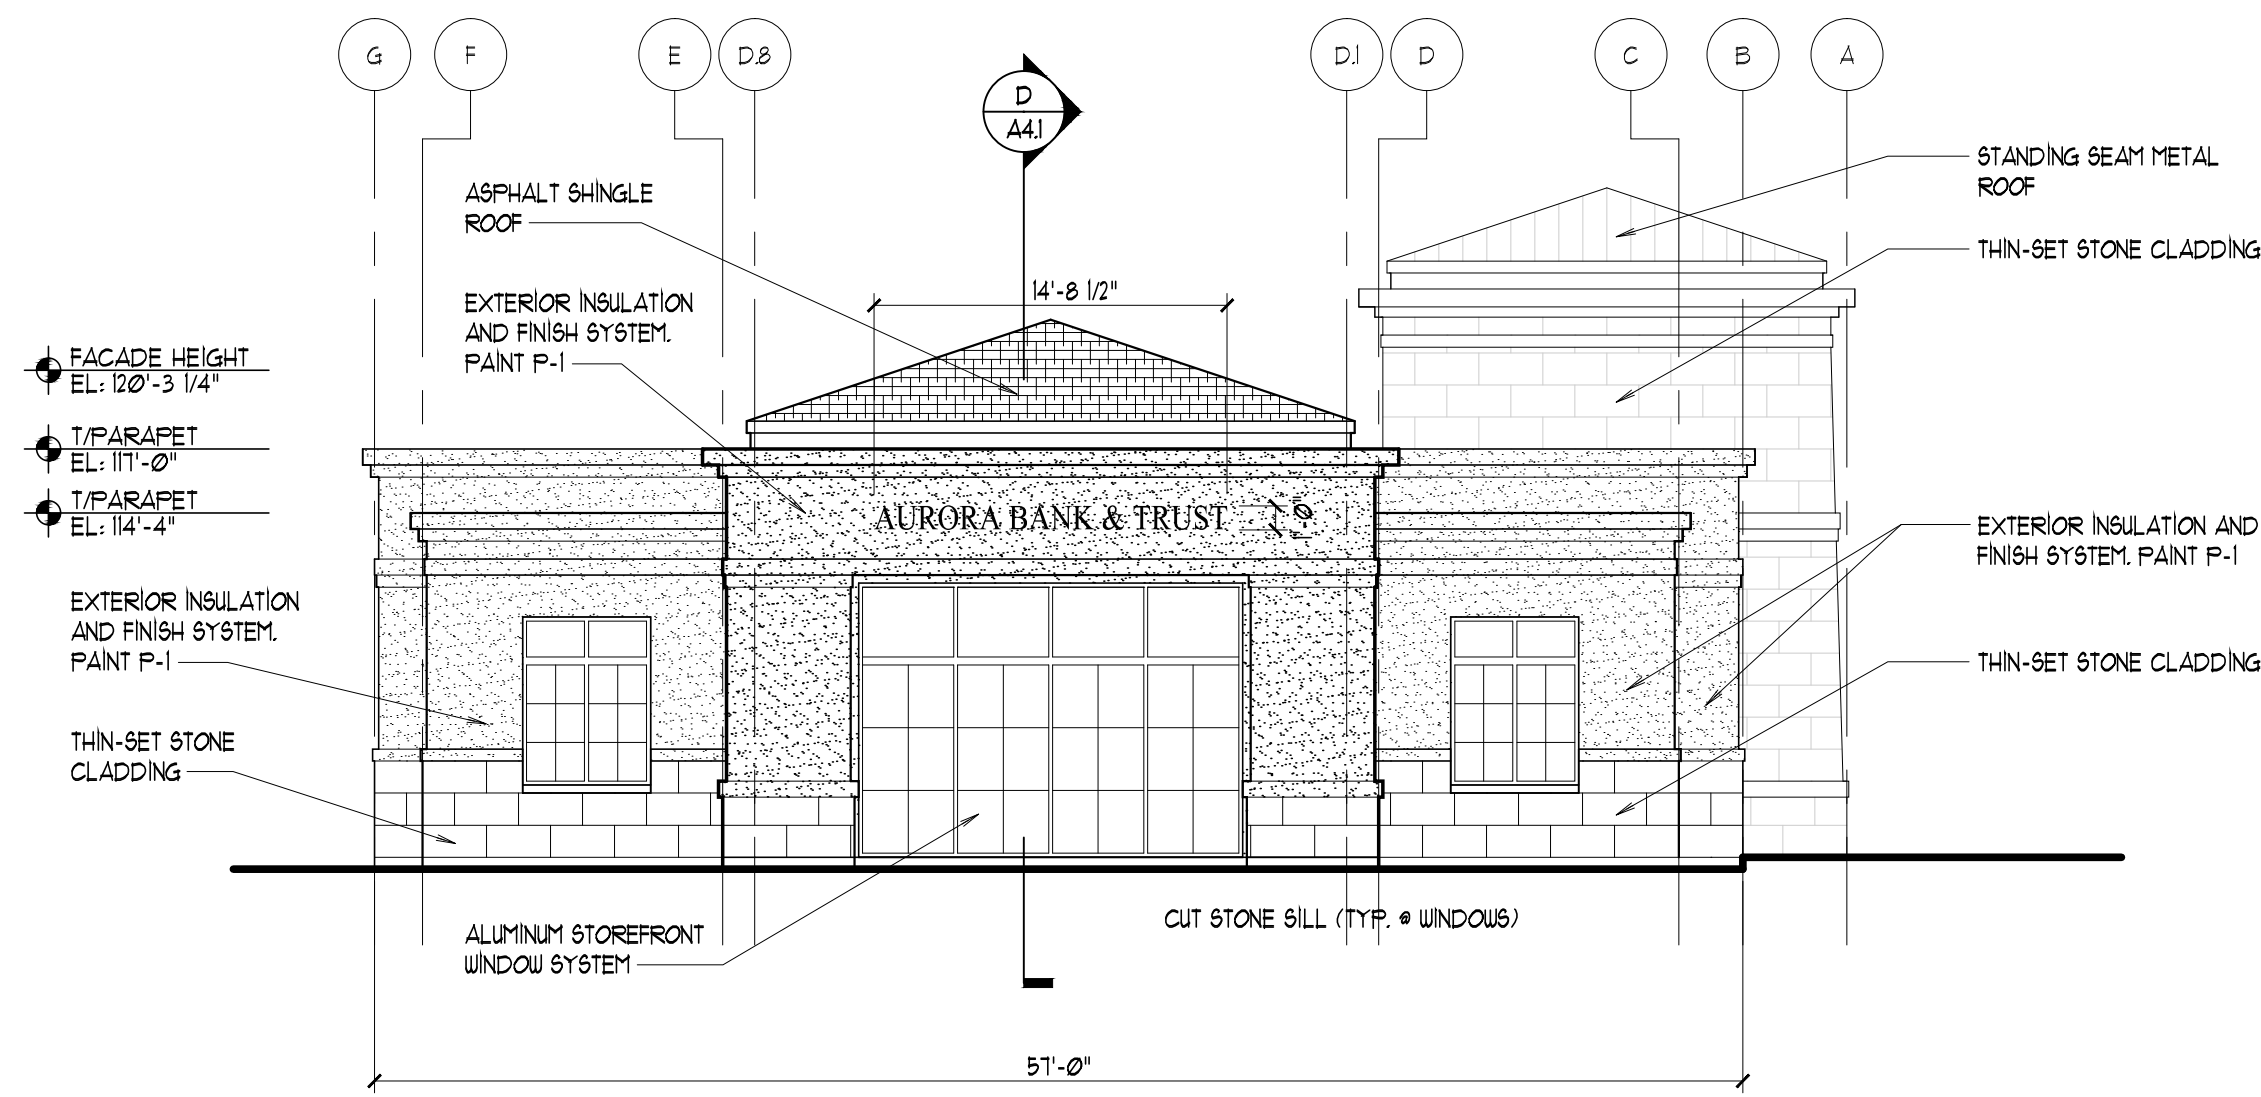 G F E D.8 D.1 D C B A
D
A4.1
STANDING SEAM METAL
ROOF
ASPHALT SHINGLE
ROOF
THIN-SET STONE CLADDING
14'-8 1/2"
EXTERIOR INSULATION
AND FINISH SYSTEM.
PAINT P-1
FACADE HEIGHT
EL: 120'-3 1/4"
T/PARAPET
EL: 117'-0"
T/PARAPET
EL: 114'-4"
AURORA BANK & TRUST
1'-0"
EXTERIOR INSULATION AND
FINISH SYSTEM. PAINT P-1
EXTERIOR INSULATION
AND FINISH SYSTEM.
PAINT P-1
THIN-SET STONE CLADDING
THIN-SET STONE
CLADDING
CUT STONE SILL (TYP. @ WINDOWS)
ALUMINUM STOREFRONT
WINDOW SYSTEM
57'-0"